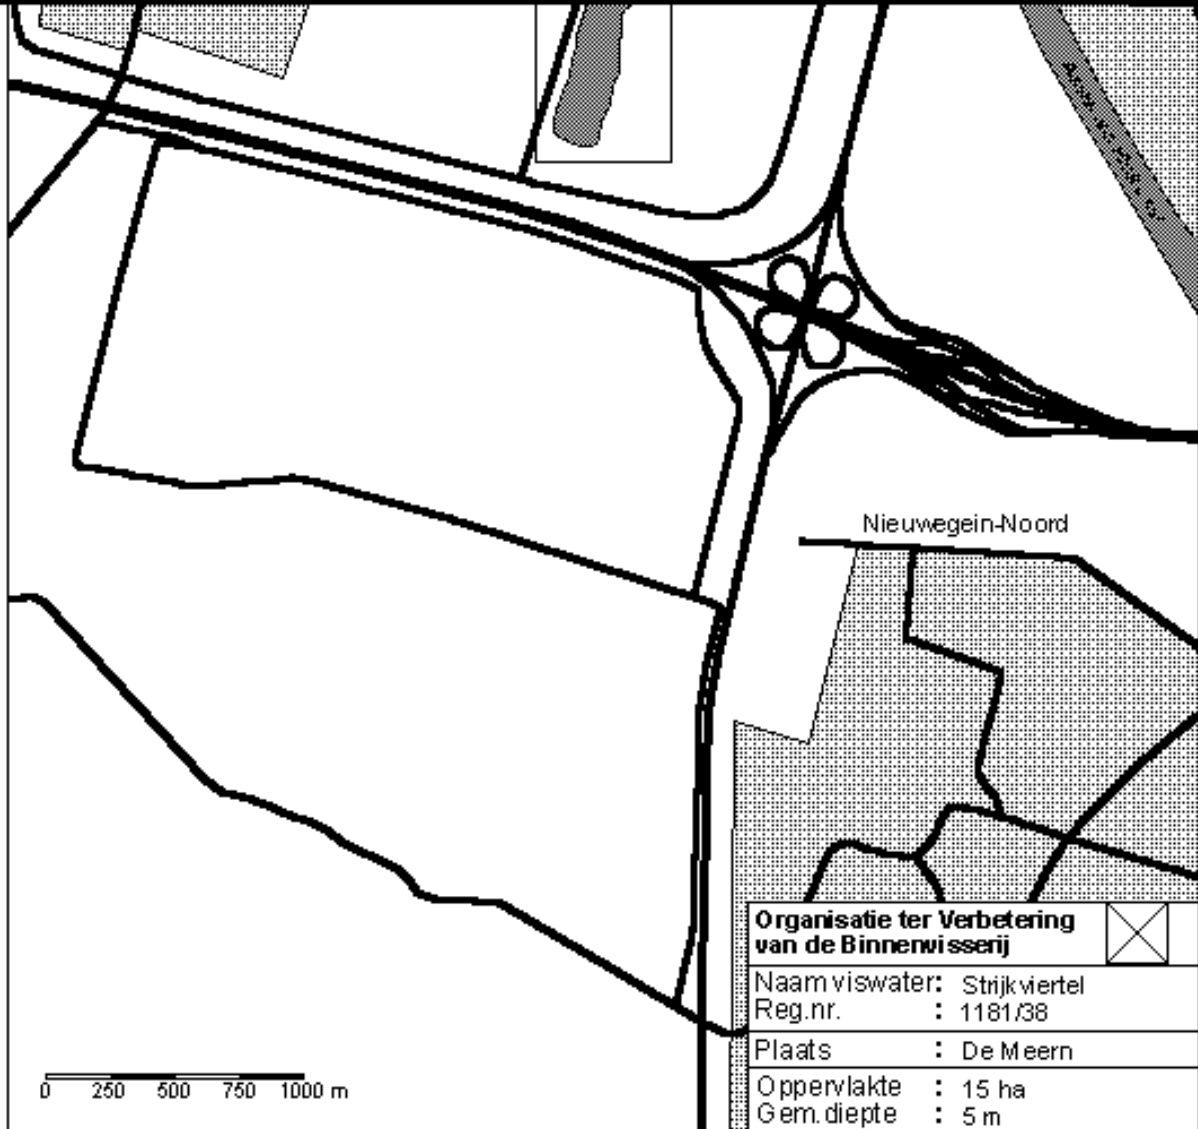 Nieuwegein-Noord
Organisatie ter Verbetering
van de Binnenvisserij
Naam viswater: Strijkviertel
Reg.nr. : 1181/38
Plaats : De Meern
Oppervlakte : 15 ha
Gem.diepte : 5 m
0 250 500 750 1000 m